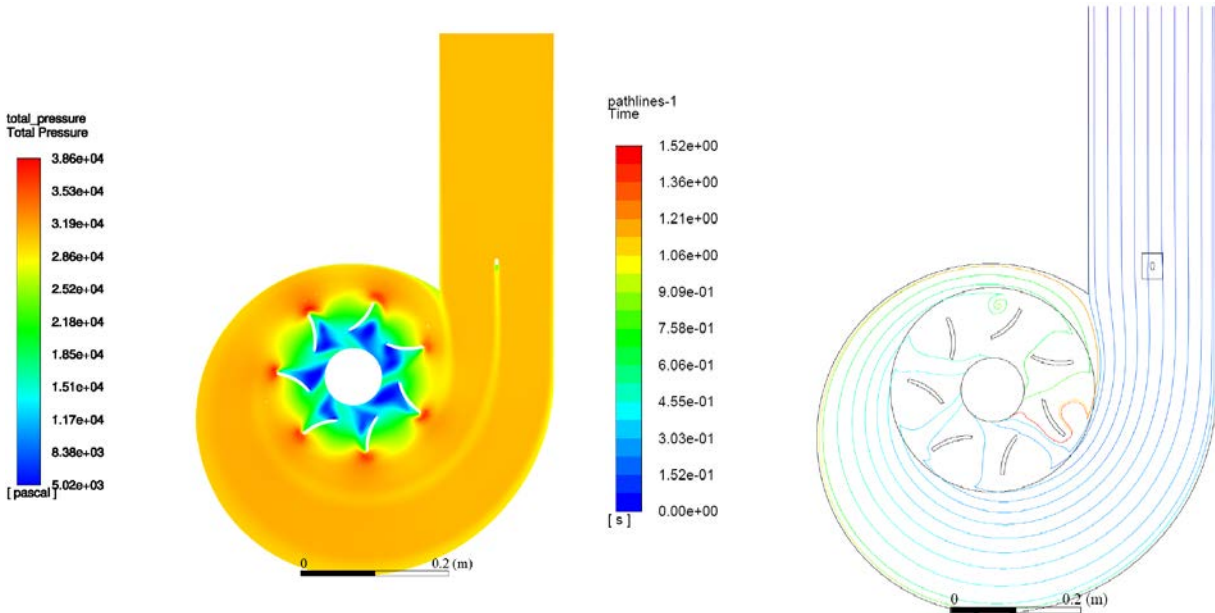 total_pressure
Total Pressure
3.86e+04
3.53e+04
3.19e+04
2.86e+04
2.52e+04
2.18e+04
1.85e+04
1.51e+04
1.17e+04
8.38e+03
5.02e+03
[ pascal ]
0 0.2 (m)
pathlines-1
Time
1.52e+00
1.36e+00
1.21e+00
1.06e+00
9.09e-01
7.58e-01
6.06e-01
4.55e-01
3.03e-01
1.52e-01
0.00e+00
[ s ]
0 0.2 (m)